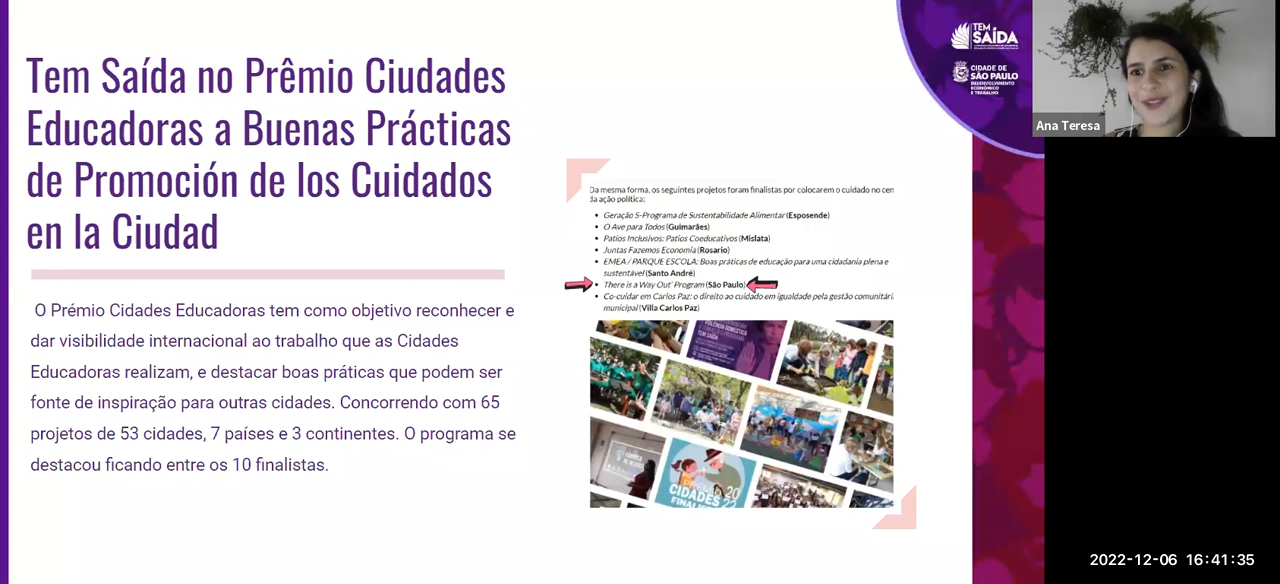 Tem Saída no Prêmio Ciudades
Educadoras a Buenas Prácticas
de Promoción de los Cuidados
en la Ciudad
O Prémio Cidades Educadoras tem como objetivo reconhecer e
dar visibilidade internacional ao trabalho que as Cidades
Educadoras realizam, e destacar boas práticas que podem ser
fonte de inspiração para outras cidades. Concorrendo com 65
projetos de 53 cidades, 7 países e 3 continentes. O programa se
destacou ficando entre os 10 finalistas.
Da mesma forma, os seguintes projetos foram finalistas por colocarem o cuidado no cen
da ação política:
• Geração S-Programa de Sustentabilidade Alimentar (Esposende)
• O Ave para Todos (Guimarães)
• Patios Inclusivos: Patios Coeducativos (Mislata)
• Juntas Fazemos Economia (Rosario)
• EMEA / PARQUE ESCOLA: Boas práticas de educação para uma cidadania plena e
sustentável (Santo André)
• There is a Way Out' Program (São Paulo)
• Co-cuidar em Carlos Paz: o direito ao cuidado em igualdade pela gestão comunitári
municipal (Villa Carlos Paz)
VIOLÊNCIA DOMÉSTICA
TEM SAÍDA
20
CIDADES
22
TEM
SAÍDA
CIDADE DE
SÃO PAULO
DESENVOLVIMENTO
ECONÔMICO
E TRABALHO
Ana Teresa
2022-12-06 16:41:35